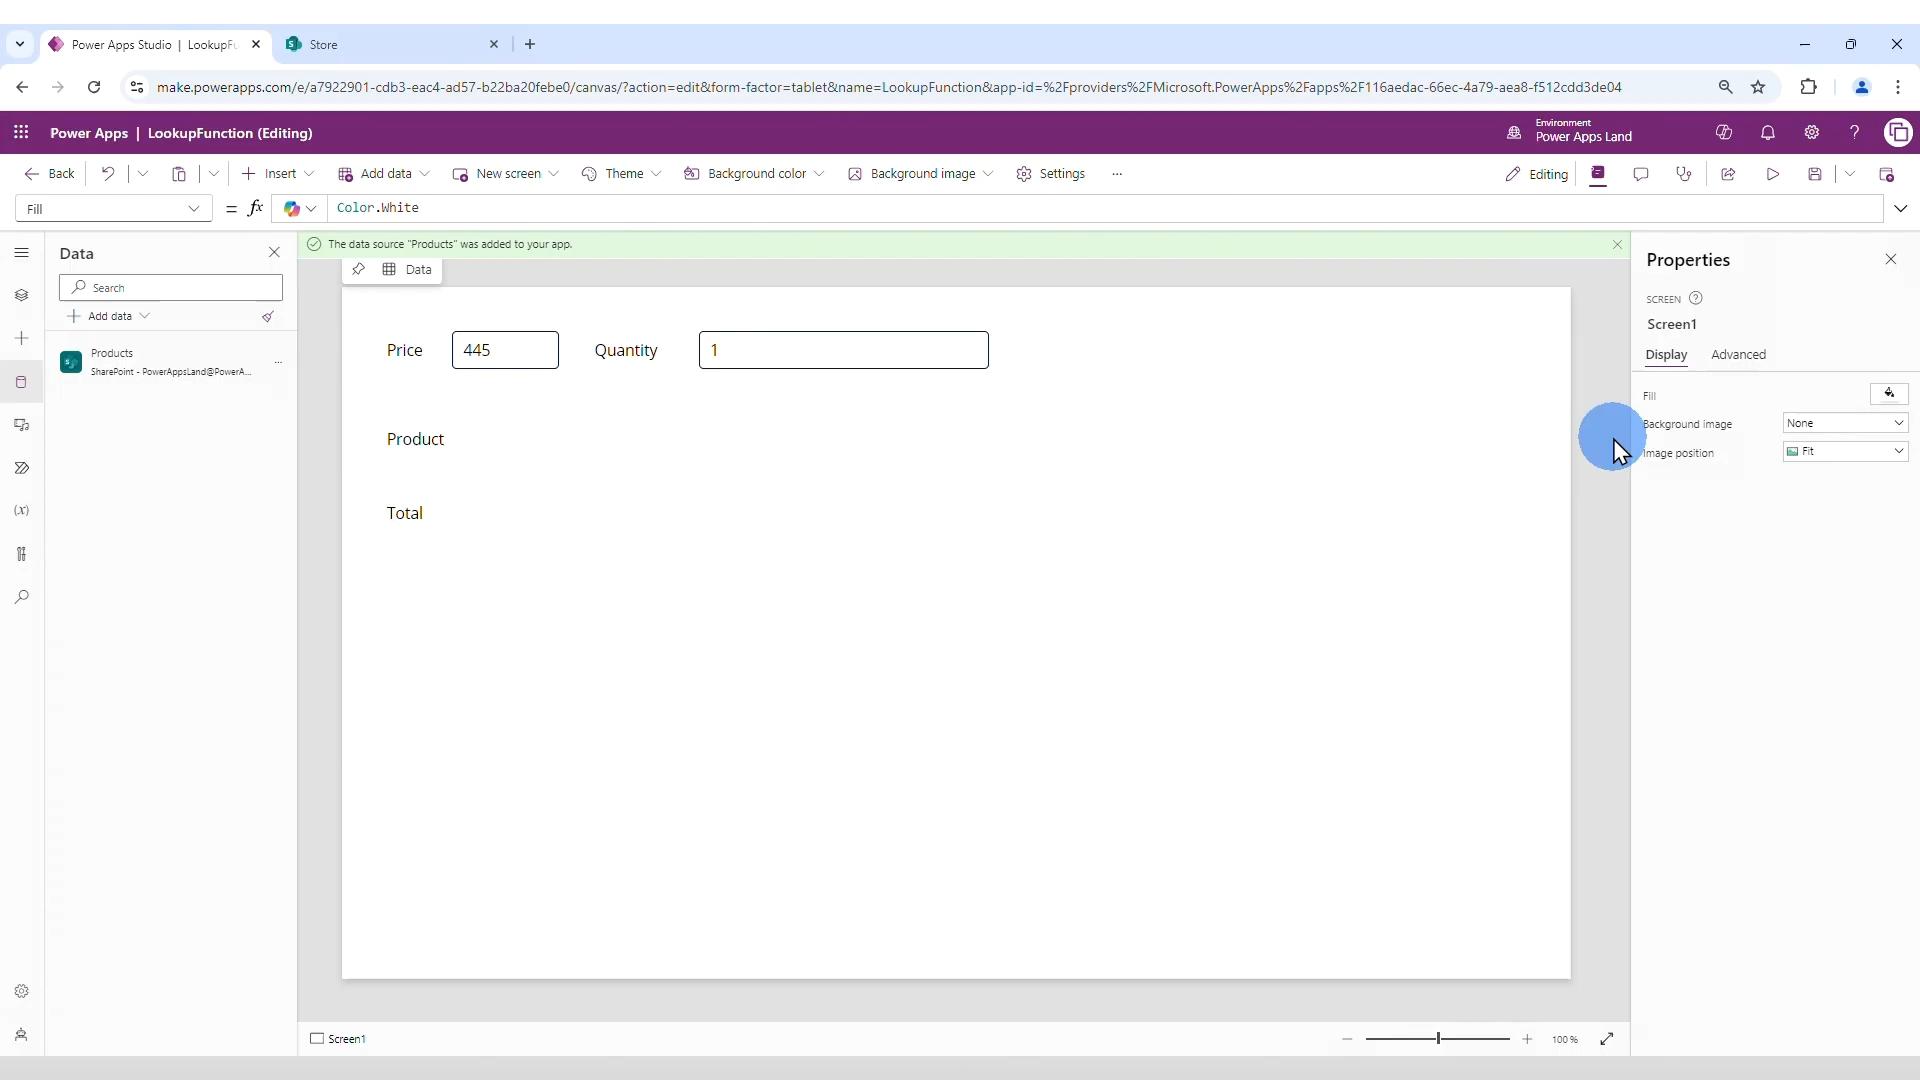 Power Apps Studio | LookupFu
Store
make.powerapps.com/e/a7922901-cdb3-eac4-ad57-b22ba20febe0/canvas/?action=edit&form-factor=tablet&name=LookupFunction&app-id=%2Fproviders%2FMicrosoft.PowerApps%2Fapps%2F116aedac-66ec-4a79-aea8-f512cdd3de04
Power Apps | LookupFunction (Editing)
Environment
Power Apps Land
Back
Insert
Add data
New screen
Theme
Background color
Background image
Settings
Editing
Fill
= fx
Color.White
Data
Search
Add data
Products
SharePoint - PowerAppsLand@PowerA...
The data source "Products" was added to your app.
Data
Price
445
Quantity
1
Product
Total
Properties
SCREEN
Screen1
Display
Advanced
Fill
Background image
None
Image position
Fit
Screen1
100 %